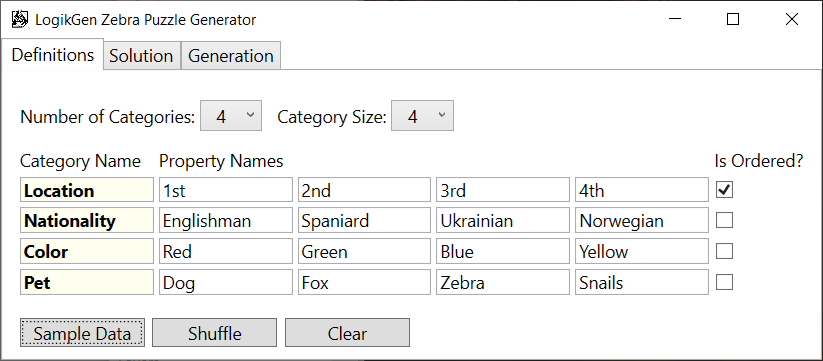 LogikGen Zebra Puzzle Generator
Definitions Solution Generation
Number of Categories: 4 Category Size: 4
Category Name Property Names Is Ordered?
Location 1st 2nd 3rd 4th
Nationality Englishman Spaniard Ukrainian Norwegian
Color Red Green Blue Yellow
Pet Dog Fox Zebra Snails
Sample Data Shuffle Clear